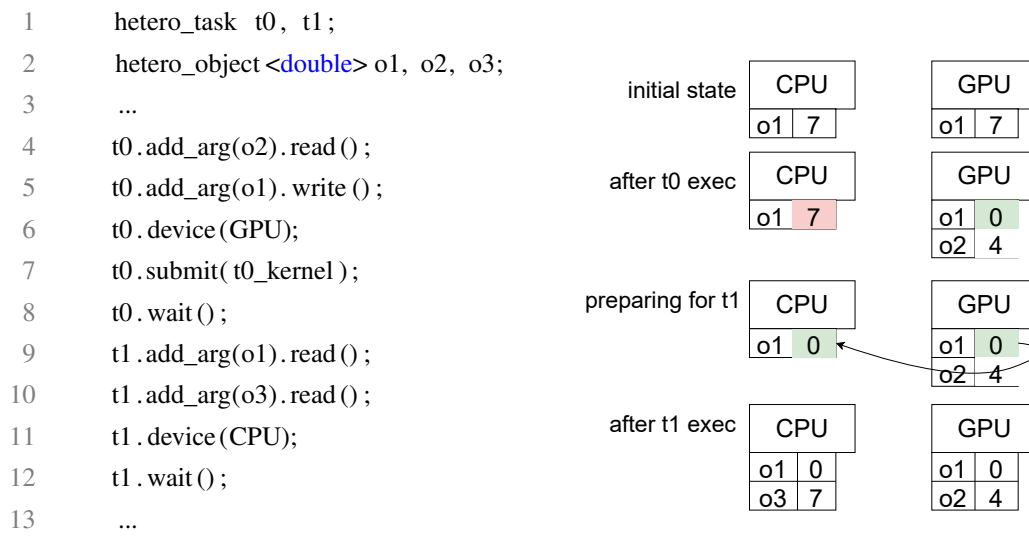 1 hetero_task t0, t1;
2 hetero_object<double> o1, o2, o3;
3 ...
4 t0.add_arg(o2).read();
5 t0.add_arg(o1).write();
6 t0.device(GPU);
7 t0.submit(t0_kernel);
8 t0.wait();
9 t1.add_arg(o1).read();
10 t1.add_arg(o3).read();
11 t1.device(CPU);
12 t1.wait();
13 ...
initial state CPU GPU
o1 7 o1 7
after t0 exec CPU GPU
o1 7 o1 0
o2 4
preparing for t1 CPU GPU
o1 0 o1 0
o2 4
after t1 exec CPU GPU
o1 0 o1 0
o3 7 o2 4